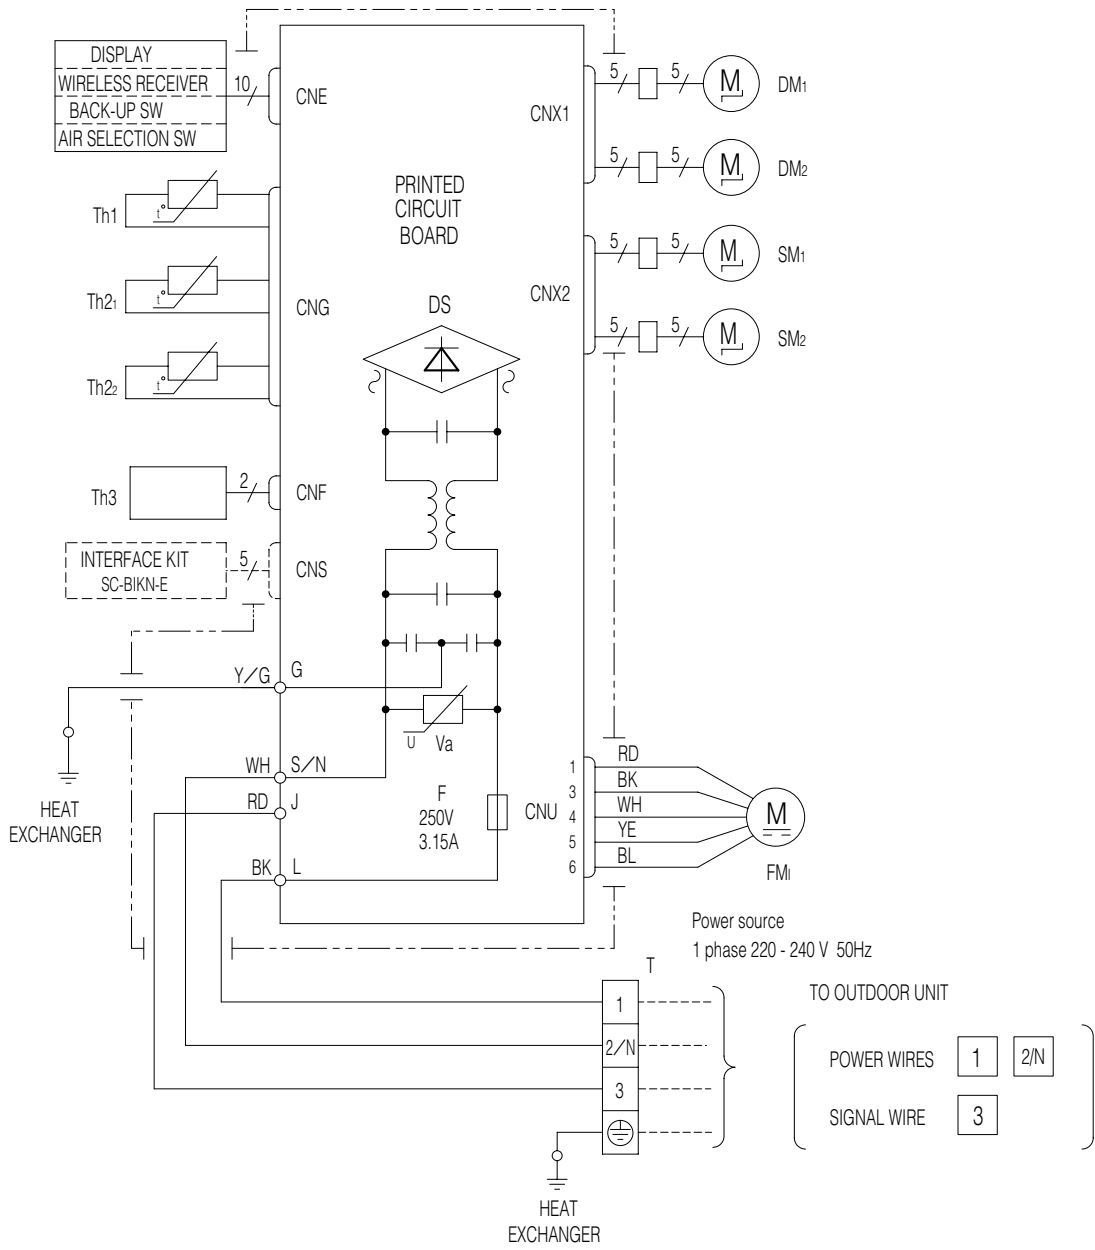 DISPLAY
WIRELESS RECEIVER
BACK-UP SW
AIR SELECTION SW
10
CNE
Th1
t°
Th2₁
t°
Th2₂
t°
CNG
Th3
2
CNF
INTERFACE KIT
SC-BIKN-E
5
CNS
PRINTED
CIRCUIT
BOARD
DS
CNX1
5
5
M
DM₁
5
5
M
DM₂
CNX2
5
5
M
SM₁
5
5
M
SM₂
Y/G
G
U
Va
WH
S/N
RD
J
BK
L
F
250V
3.15A
HEAT
EXCHANGER
CNU
1
RD
3
BK
4
WH
5
YE
6
BL
M
FMI
Power source
1 phase 220 - 240 V 50Hz
T
1
2/N
3
HEAT
EXCHANGER
TO OUTDOOR UNIT
POWER WIRES 1 2/N
SIGNAL WIRE 3